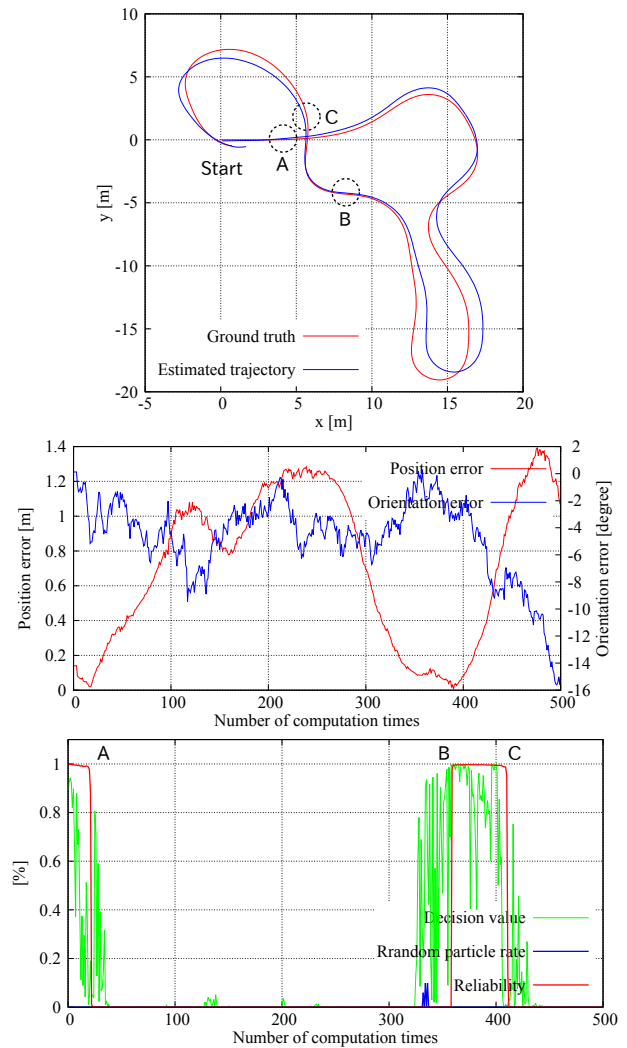 10
5
0
-5
-10
-15
-20
y [m]
Start
A
B
C
Ground truth
Estimated trajectory
-5
0
5
10
15
20
x [m]
1.4
1.2
1
0.8
0.6
0.4
0.2
0
Position error [m]
2
0
-2
-4
-6
-8
-10
-12
-14
-16
Orientation error [degree]
Position error
Orientation error
0
100
200
300
400
500
Number of computation times
A
B
C
1
0.8
0.6
0.4
0.2
0
[%]
Decision value
Rrandom particle rate
Reliability
0
100
200
300
400
500
Number of computation times